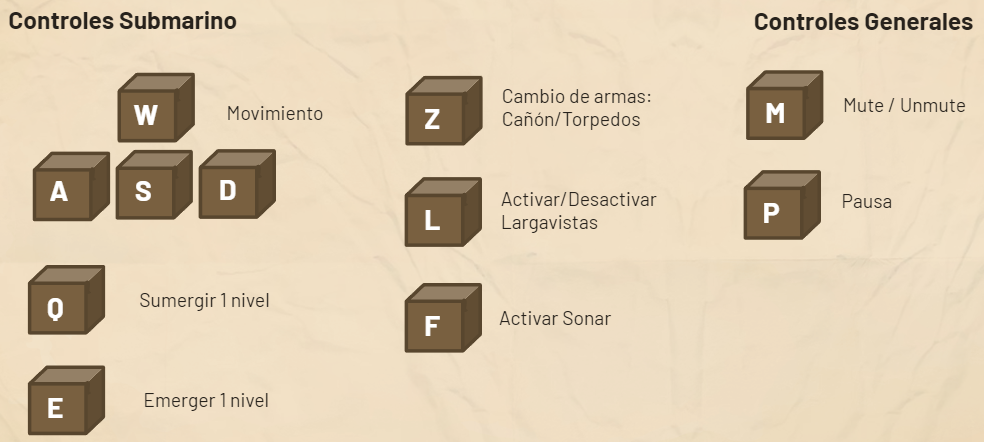 Controles Submarino
W
Movimiento
A S D
Q
Sumergir 1 nivel
E
Emerger 1 nivel
Z
Cambio de armas:
Cañón/Torpedos
L
Activar/Desactivar
Largavistas
F
Activar Sonar
Controles Generales
M
Mute / Unmute
P
Pausa